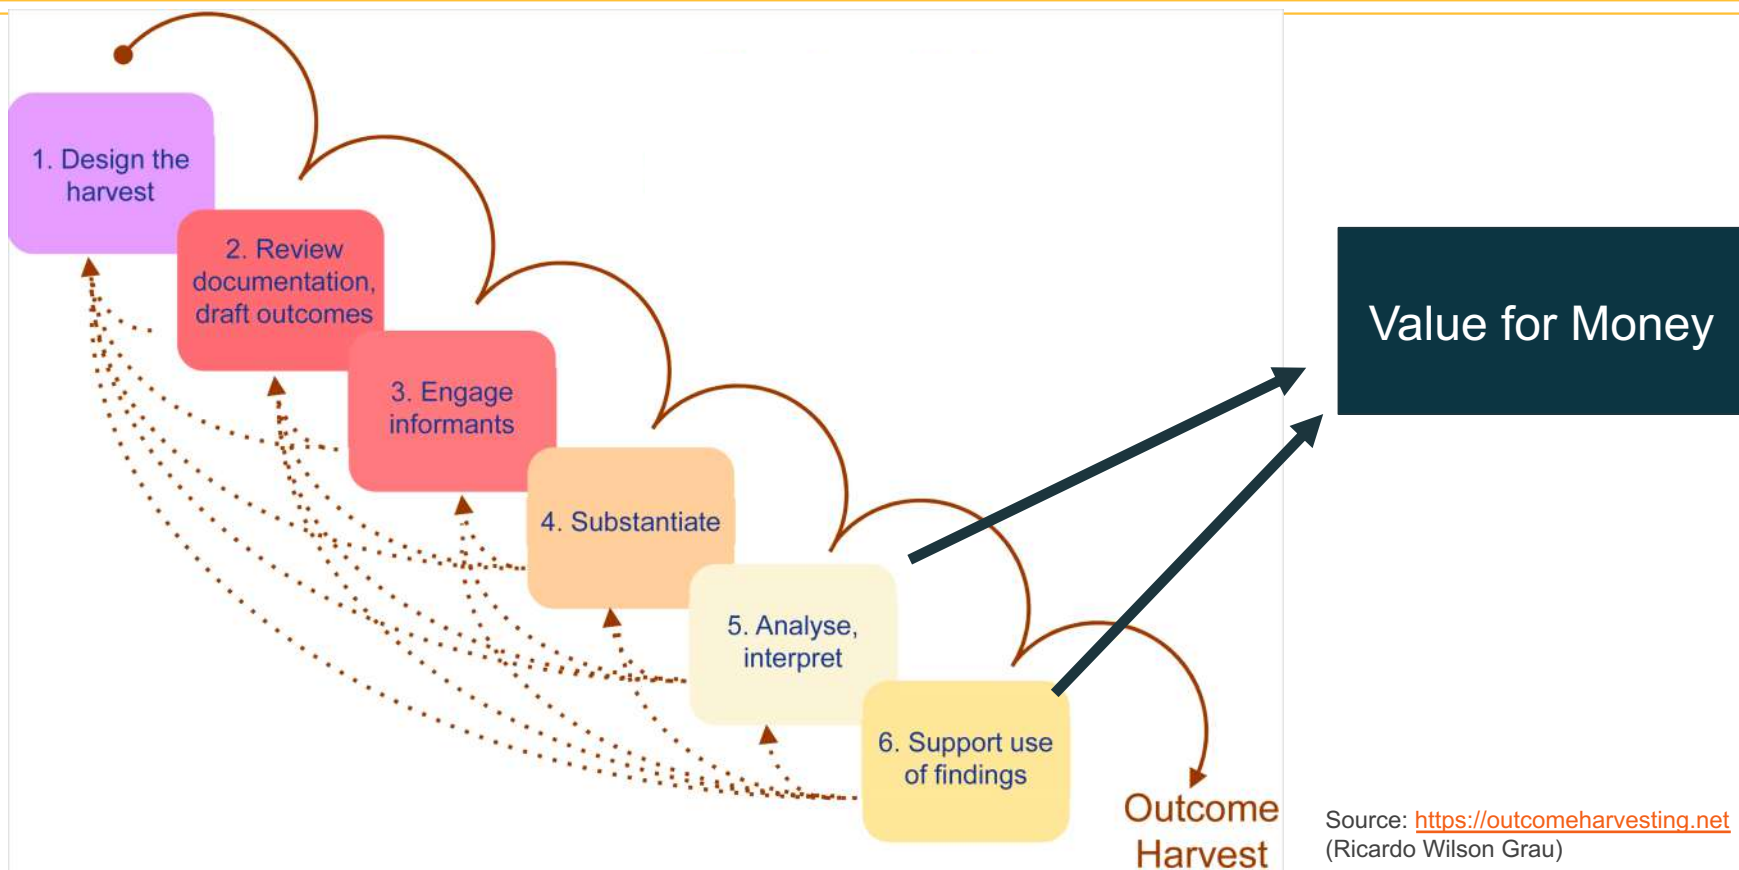 1. Design the
harvest
2. Review
documentation,
draft outcomes
3. Engage
informants
4. Substantiate
5. Analyse,
interpret
6. Support use
of findings
Outcome
Harvest
Value for Money
Source: https://outcomeharvesting.net
(Ricardo Wilson Grau)